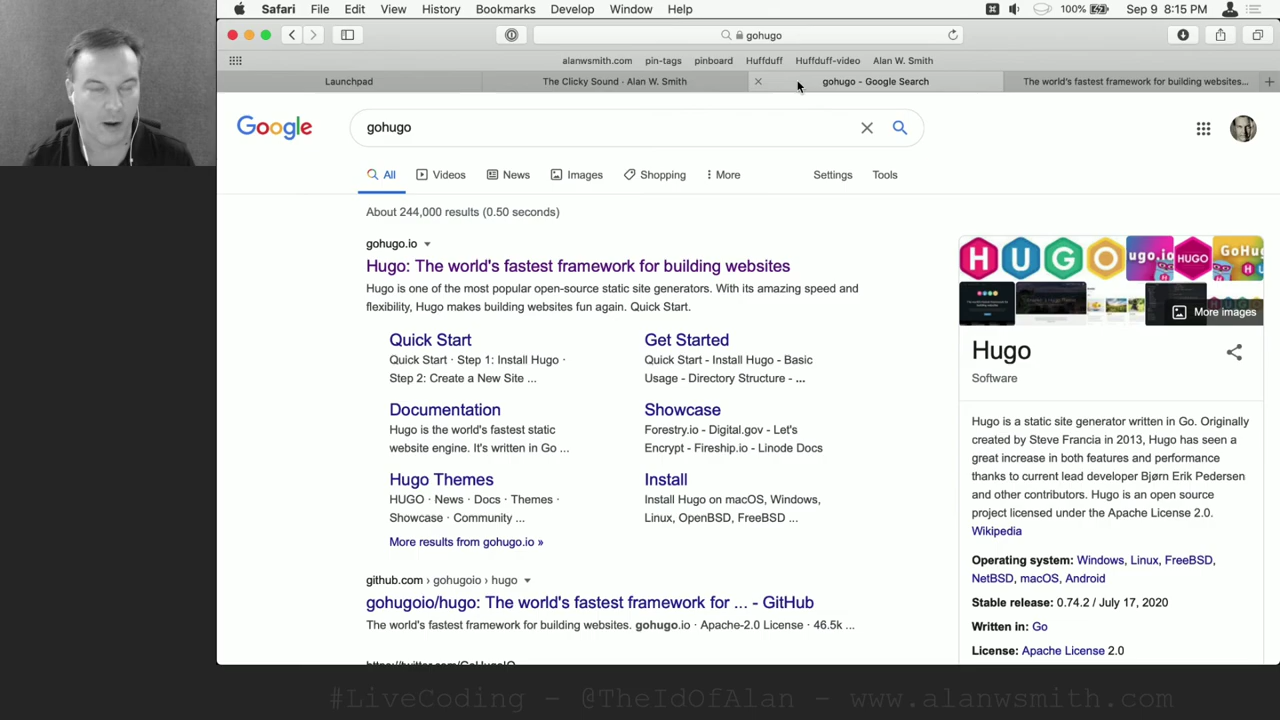 Safari File Edit View History Bookmarks Develop Window Help 100% Sep 9 8:15 PM
gohugo
alanwsmith.com pin-tags pinboard Huffduff Huffduff-video Alan W. Smith
Launchpad The Clicky Sound · Alan W. Smith gohugo - Google Search The world's fastest framework for building websites...
Google gohugo
All Videos News Images Shopping More Settings Tools
About 244,000 results (0.50 seconds)
gohugo.io
Hugo: The world's fastest framework for building websites
Hugo is one of the most popular open-source static site generators. With its amazing speed and
flexibility, Hugo makes building websites fun again. Quick Start.
Quick Start
Quick Start · Step 1: Install Hugo ·
Step 2: Create a New Site ...
Get Started
Quick Start - Install Hugo - Basic
Usage - Directory Structure - ...
Documentation
Hugo is the world's fastest static
website engine. It's written in Go ...
Showcase
Forestry.io - Digital.gov - Let's
Encrypt - Fireship.io - Linode Docs
Hugo Themes
HUGO · News · Docs · Themes ·
Showcase · Community ...
Install
Install Hugo on macOS, Windows,
Linux, OpenBSD, FreeBSD ...
More results from gohugo.io »
github.com › gohugoio › hugo
gohugoio/hugo: The world's fastest framework for ... - GitHub
The world's fastest framework for building websites. gohugo.io · Apache-2.0 License · 46.5k ...
https://twitter.com/GoHugoIO
HUGO ugo.io HUGO GoHug
More images
Hugo
Software
Hugo is a static site generator written in Go. Originally
created by Steve Francia in 2013, Hugo has seen a
great increase in both features and performance
thanks to current lead developer Bjørn Erik Pedersen
and other contributors. Hugo is an open source
project licensed under the Apache License 2.0.
Wikipedia
Operating system: Windows, Linux, FreeBSD,
NetBSD, macOS, Android
Stable release: 0.74.2 / July 17, 2020
Written in: Go
License: Apache License 2.0
#LiveCoding - @TheIdOfAlan - www.alanwsmith.com